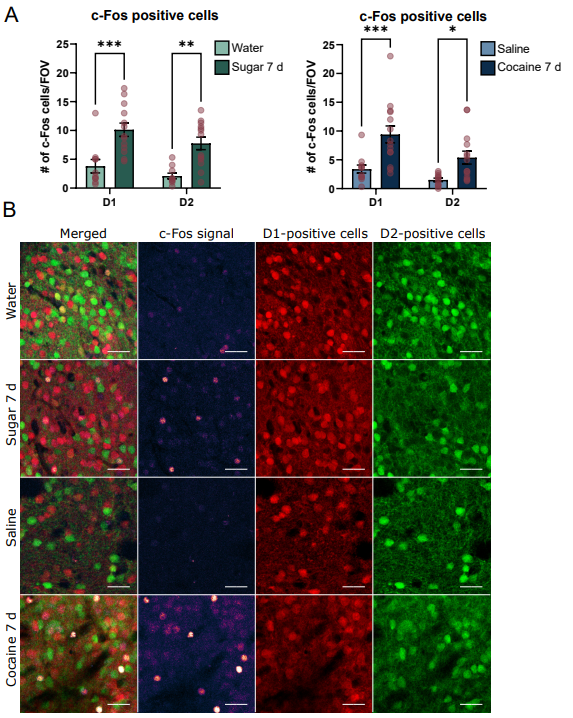 A
c-Fos positive cells
# of c-Fos cells/FOV
25
20
15
10
5
0
***
**
D1
D2
Water
Sugar 7 d
c-Fos positive cells
# of c-Fos cells/FOV
25
20
15
10
5
0
***
*
D1
D2
Saline
Cocaine 7 d
B
Merged
c-Fos signal
D1-positive cells
D2-positive cells
Water
Sugar 7 d
Saline
Cocaine 7 d